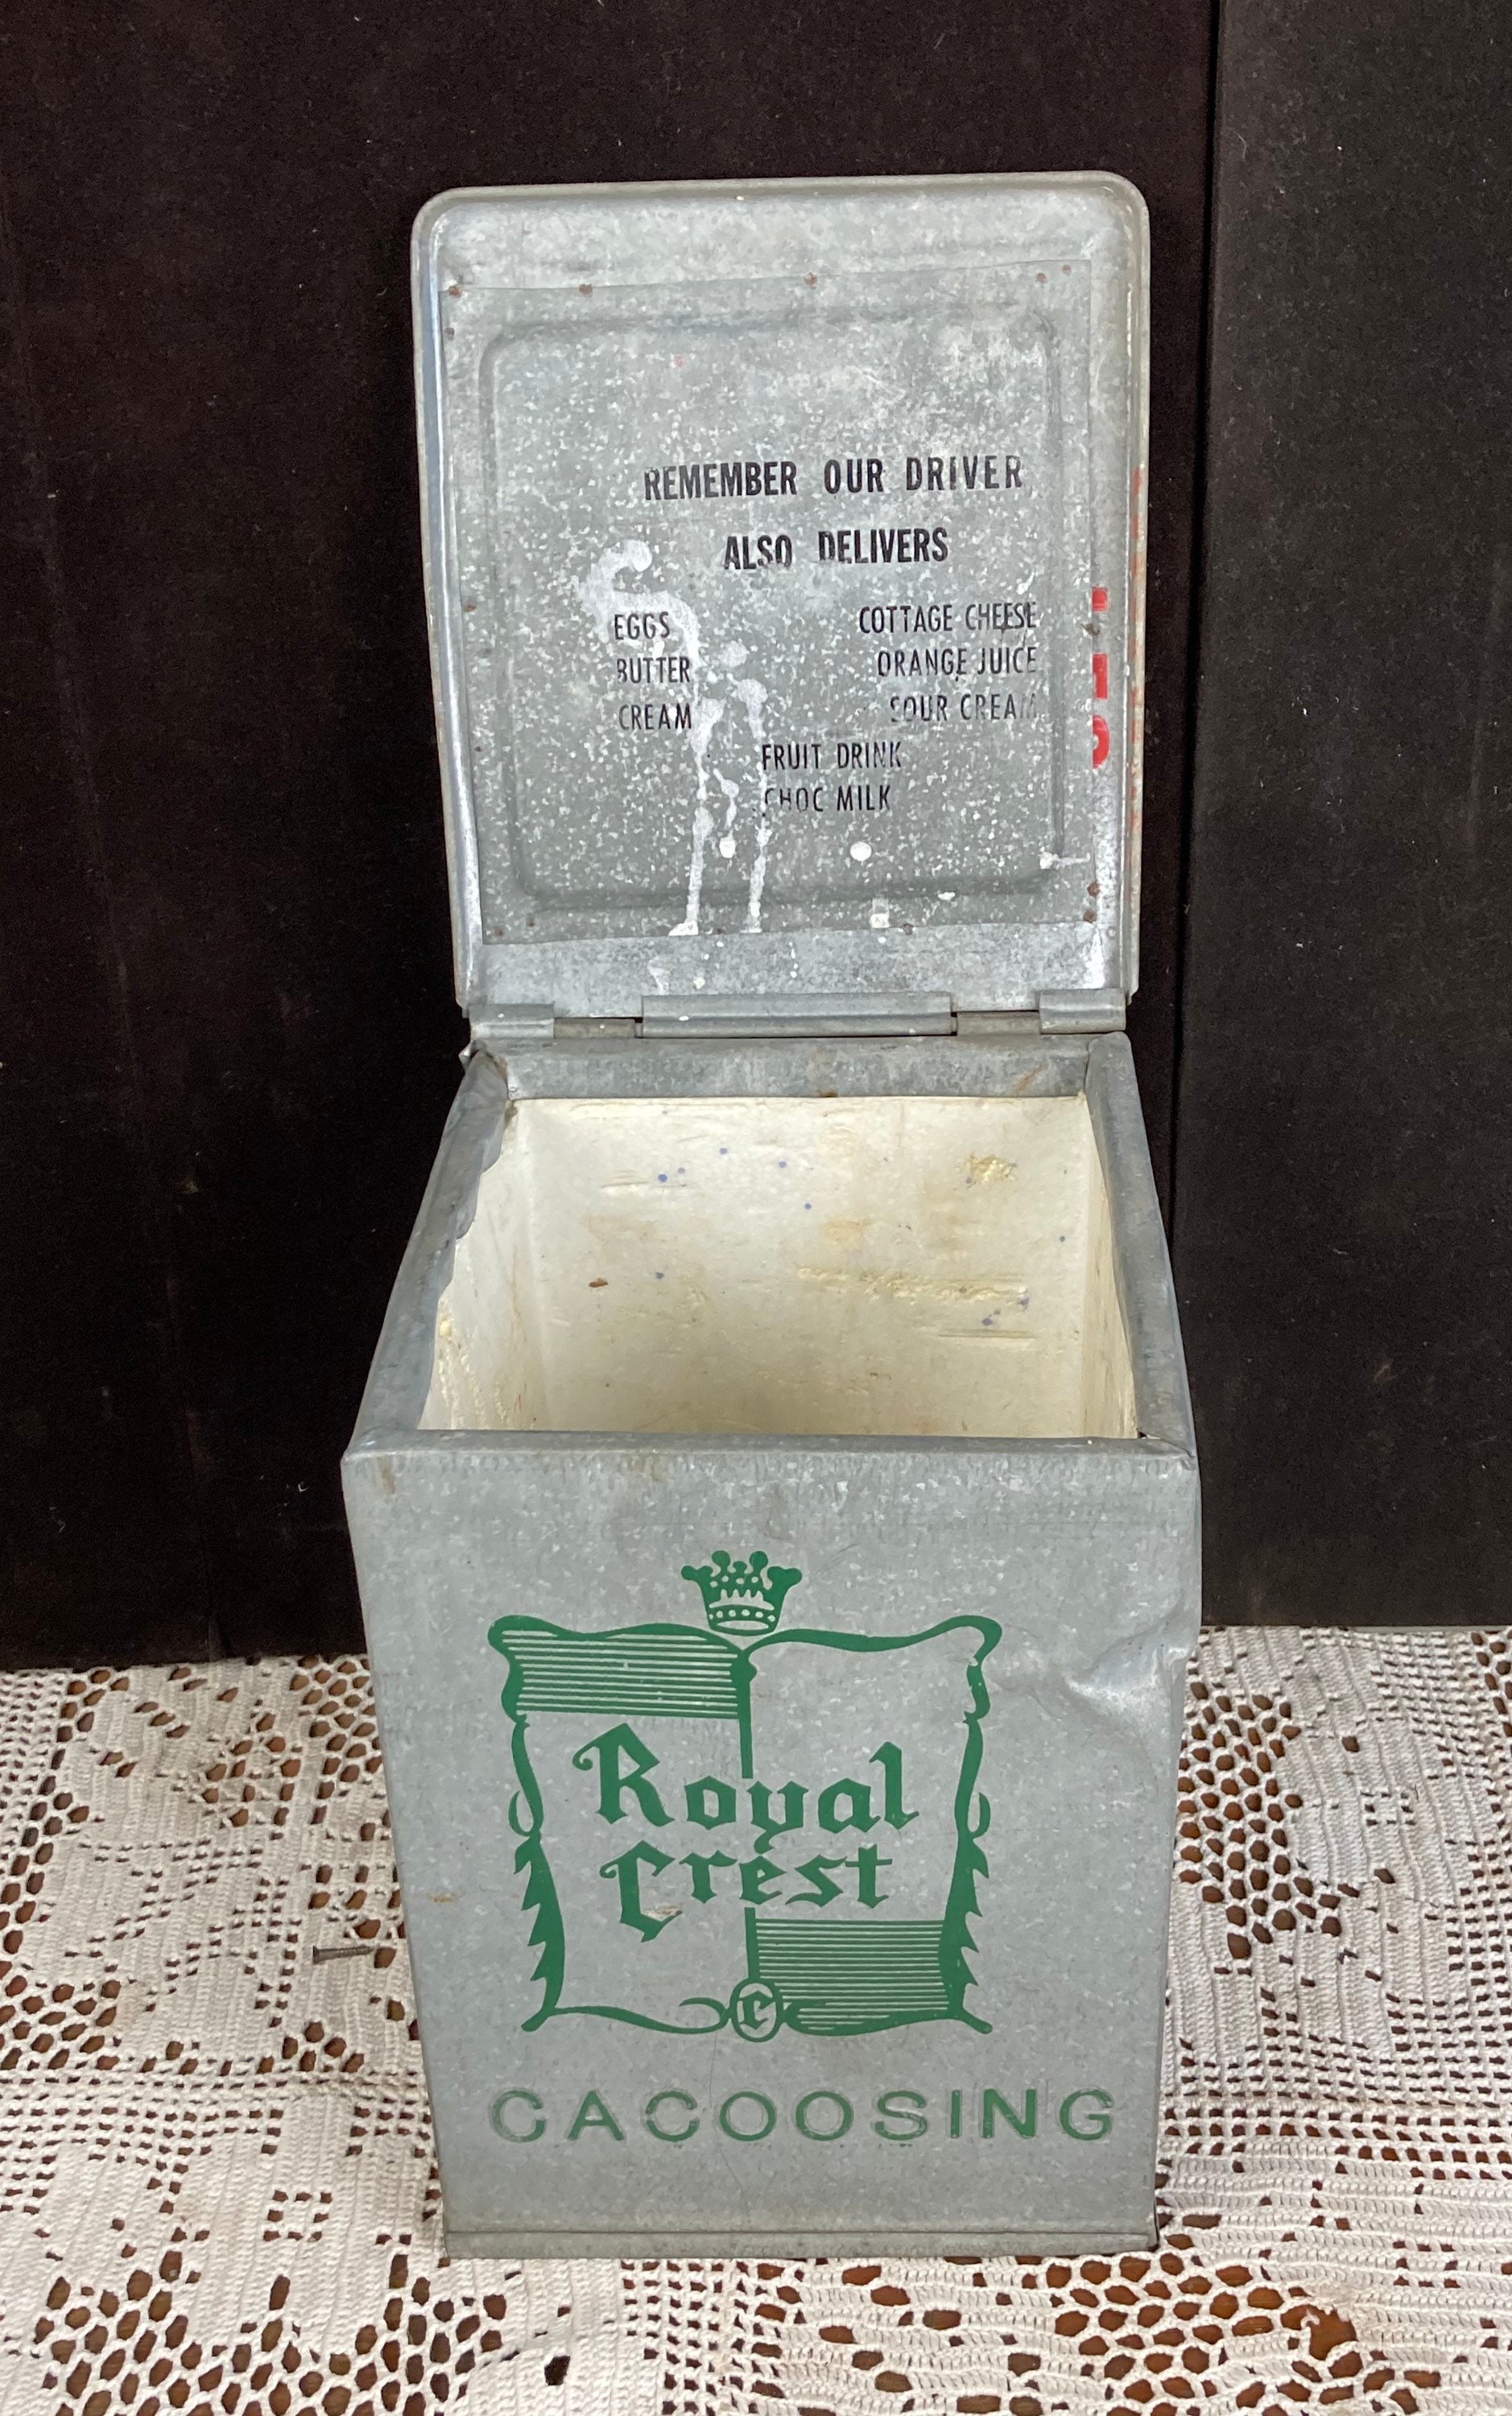 REMEMBER OUR DRIVER
ALSO DELIVERS
EGGS COTTAGE CHEESE
BUTTER ORANGE JUICE
CREAM SOUR CREAM
FRUIT DRINK
CHOC MILK
Royal
Crest
C
CACOOSING